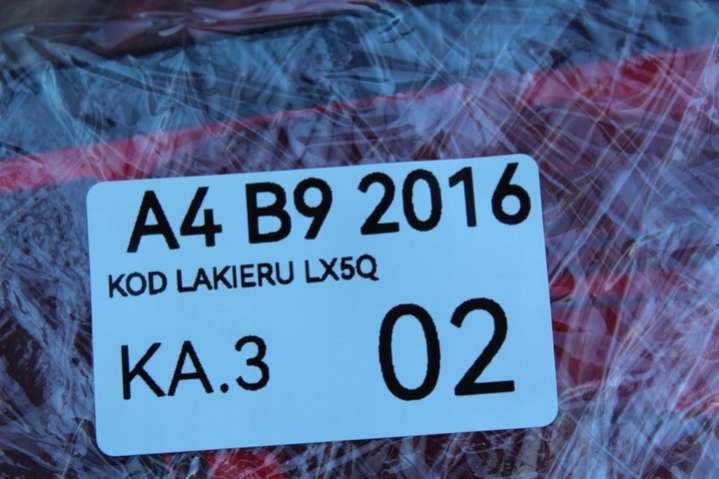 A4 B9 2016
KOD LAKIERU LX5Q
KA.3 02